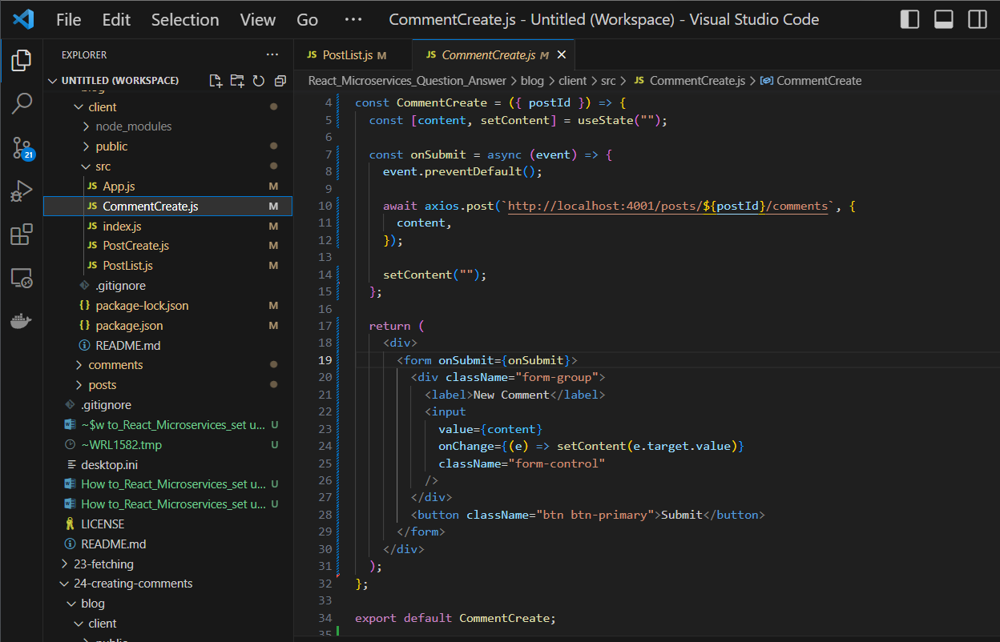 File Edit Selection View Go ··· CommentCreate.js - Untitled (Workspace) - Visual Studio Code
EXPLORER ···
UNTITLED (WORKSPACE)
client
node_modules
public
src
JS App.js M
JS CommentCreate.js M
JS index.js M
JS PostCreate.js M
JS PostList.js M
.gitignore
{} package-lock.json M
{} package.json M
README.md
comments
posts
.gitignore
~$w to_React_Microservices_set u... U
~WRL1582.tmp U
desktop.ini
How to_React_Microservices_set u... U
How to_React_Microservices_set u... U
LICENSE
README.md
23-fetching
24-creating-comments
blog
client
public
21
JS PostList.js M
JS CommentCreate.js M
React_Microservices_Question_Answer > blog > client > src > JS CommentCreate.js > CommentCreate
4 const CommentCreate = ({ postId }) => {
5 const [content, setContent] = useState("");
6
7 const onSubmit = async (event) => {
8 event.preventDefault();
9
10 await axios.post(`http://localhost:4001/posts/${postId}/comments`, {
11 content,
12 });
13
14 setContent("");
15 };
16
17 return (
18 <div>
19 <form onSubmit={onSubmit}>
20 <div className="form-group">
21 <label>New Comment</label>
22 <input
23 value={content}
24 onChange={(e) => setContent(e.target.value)}
25 className="form-control"
26 />
27 </div>
28 <button className="btn btn-primary">Submit</button>
29 </form>
30 </div>
31 );
32 };
33
34 export default CommentCreate;
35